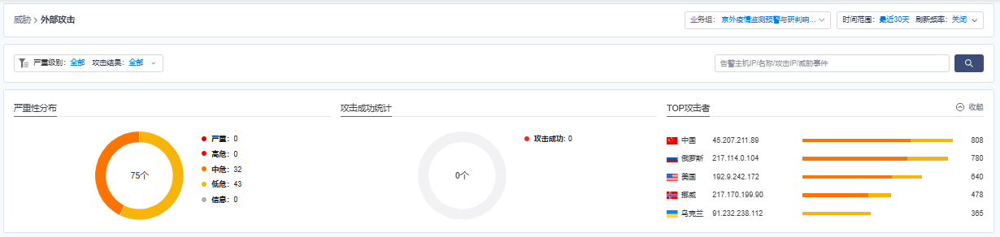 威胁 > 外部攻击
业务组: 京外疫情监测预警与研判响...
时间范围: 最近30天 刷新频率: 关闭
严重级别: 全部 攻击结果: 全部
告警主机IP/名称/攻击IP/威胁事件
严重性分布
75个
严重: 0
高危: 0
中危: 32
低危: 43
信息: 0
攻击成功统计
0个
攻击成功: 0
TOP攻击者
收起
中国 45.207.211.89 808
俄罗斯 217.114.0.104 780
美国 192.9.242.172 640
挪威 217.170.199.90 478
乌克兰 91.232.238.112 365